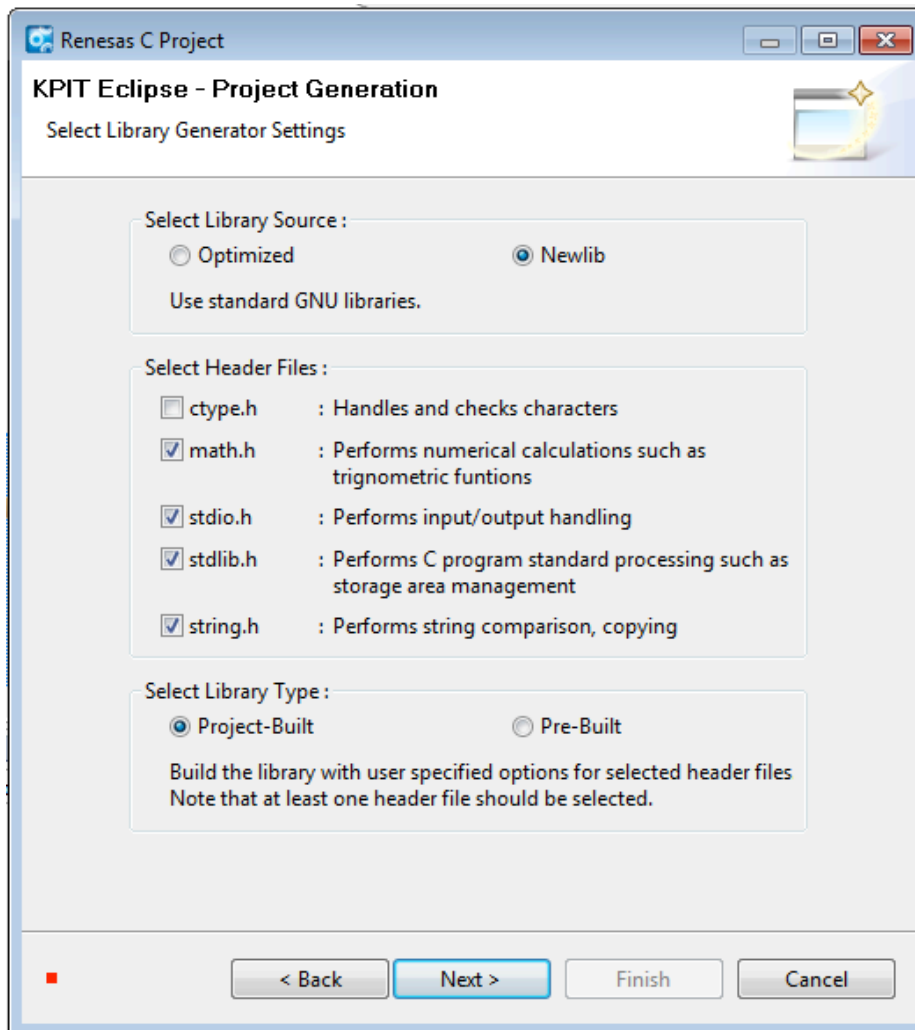 Renesas C Project
KPIT Eclipse - Project Generation
Select Library Generator Settings
Select Library Source :
Optimized Newlib
Use standard GNU libraries.
Select Header Files :
ctype.h : Handles and checks characters
math.h : Performs numerical calculations such as
trignometric funtions
stdio.h : Performs input/output handling
stdlib.h : Performs C program standard processing such as
storage area management
string.h : Performs string comparison, copying
Select Library Type :
Project-Built Pre-Built
Build the library with user specified options for selected header files
Note that at least one header file should be selected.
< Back Next > Finish Cancel